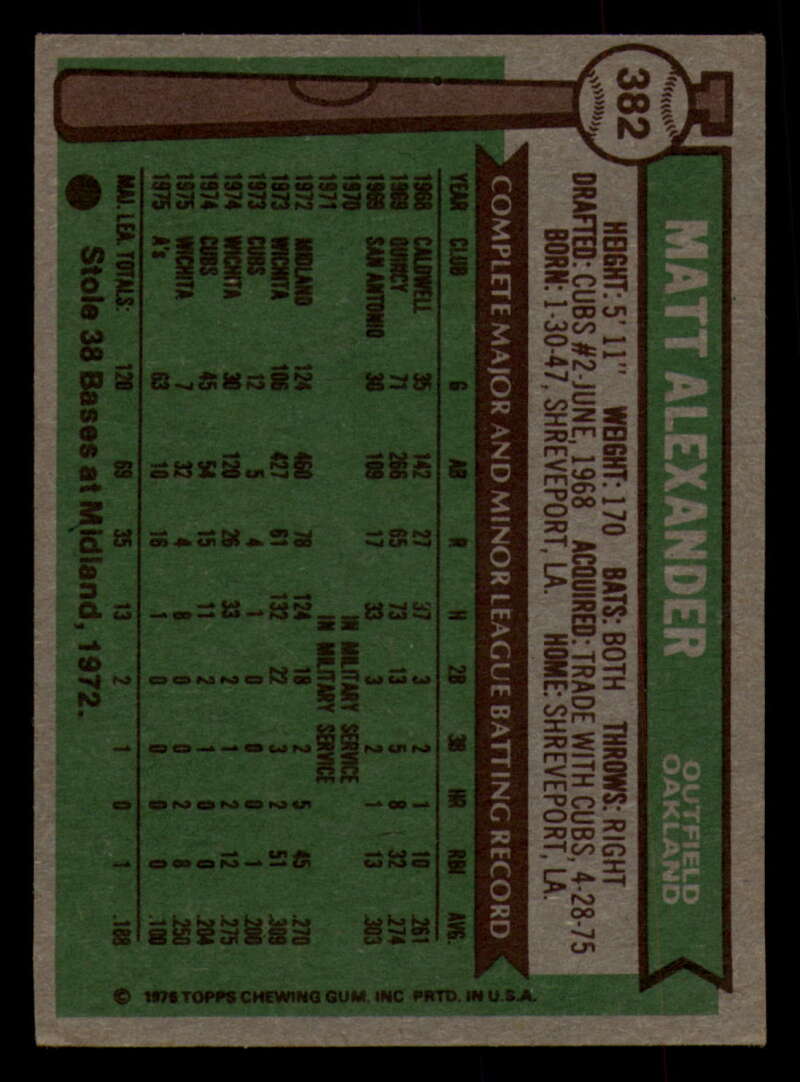 382
MATT ALEXANDER
OUTFIELD
OAKLAND
HEIGHT: 5' 11" WEIGHT: 170 BATS: BOTH THROWS: RIGHT
DRAFTED: CUBS #2-JUNE, 1968 ACQUIRED: TRADE WITH CUBS, 4-28-75
BORN: 1-30-47, SHREVEPORT, LA. HOME: SHREVEPORT, LA.
COMPLETE MAJOR AND MINOR LEAGUE BATTING RECORD
YEAR CLUB G AB R H 2B 3B HR RBI AVG.
1968 CALDWELL 35 142 27 37 3 2 1 10 .261
1969 QUINCY 71 266 65 73 13 5 8 32 .274
1969 SAN ANTONIO 30 109 17 33 3 2 1 13 .303
1970 IN MILITARY SERVICE
1971 IN MILITARY SERVICE
1972 MIDLAND 124 460 78 124 18 2 5 45 .270
1973 WICHITA 106 427 61 132 22 3 2 51 .309
1973 CUBS 12 5 4 1 0 0 0 1 .200
1974 WICHITA 30 120 26 33 2 1 2 12 .275
1974 CUBS 45 54 15 11 2 1 0 0 .204
1975 WICHITA 7 32 4 8 0 0 2 8 .250
1975 A's 63 10 16 1 0 0 0 0 .100
MAJ. LEA. TOTALS: 120 69 35 13 2 1 0 1 .188
Stole 38 Bases at Midland, 1972.
© 1976 TOPPS CHEWING GUM, INC PRTD. IN U.S.A.